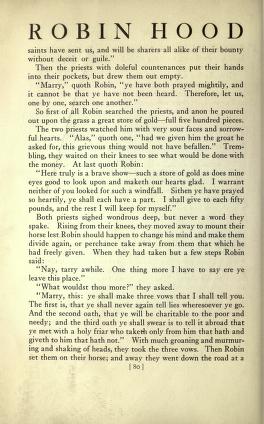 ROBIN HOOD
saints have sent us, and will be sharers all alike of their bounty
without deceit or guile."
Then the priests with doleful countenances put their hands
into their pockets, but drew them out empty.
"Marry," quoth Robin, "ye have both prayed mightily, and
it cannot be that ye have not been heard. Therefore, let us,
one by one, search one another."
So first of all Robin searched the priests, and anon he poured
out upon the grass a great store of gold—full five hundred pieces.
The two priests watched him with very sour faces and sorrow-
ful hearts. "Alas," quoth one, "had we given him the groat he
asked for, this grievous thing would not have befallen." Trem-
bling, they waited on their knees to see what would be done with
the money. At last quoth Robin:
"Here truly is a brave show—such a store of gold as does mine
eyes good to look upon and maketh our hearts glad. I warrant
neither of you looked for such a windfall. Sithen ye have prayed
so heartily, ye shall each have a part. I shall give to each fifty
pounds, and the rest I will keep for myself."
Both priests sighed wondrous deep, but never a word they
spake. Rising from their knees, they moved away to mount their
horse lest Robin should happen to change his mind and make them
divide again, or perchance take away from them that which he
had freely given. When they had taken but a few steps Robin
said:
"Nay, tarry awhile. One thing more I have to say ere ye
leave this place."
"What wouldst thou more?" they asked.
"Marry, this: ye shall make three vows that I shall tell you.
The first is, that ye shall never again tell lies wheresoever ye go.
And the second oath, that ye will be charitable to the poor and
needy; and the third oath ye shall swear is to tell it abroad that
ye met with a holy friar who taketh only from him that hath and
giveth to him that hath not." With much groaning and murmur-
ing and shaking of heads, they took the three vows. Then Robin
set them on their horse; and away they went down the road at a
[ 80 ]